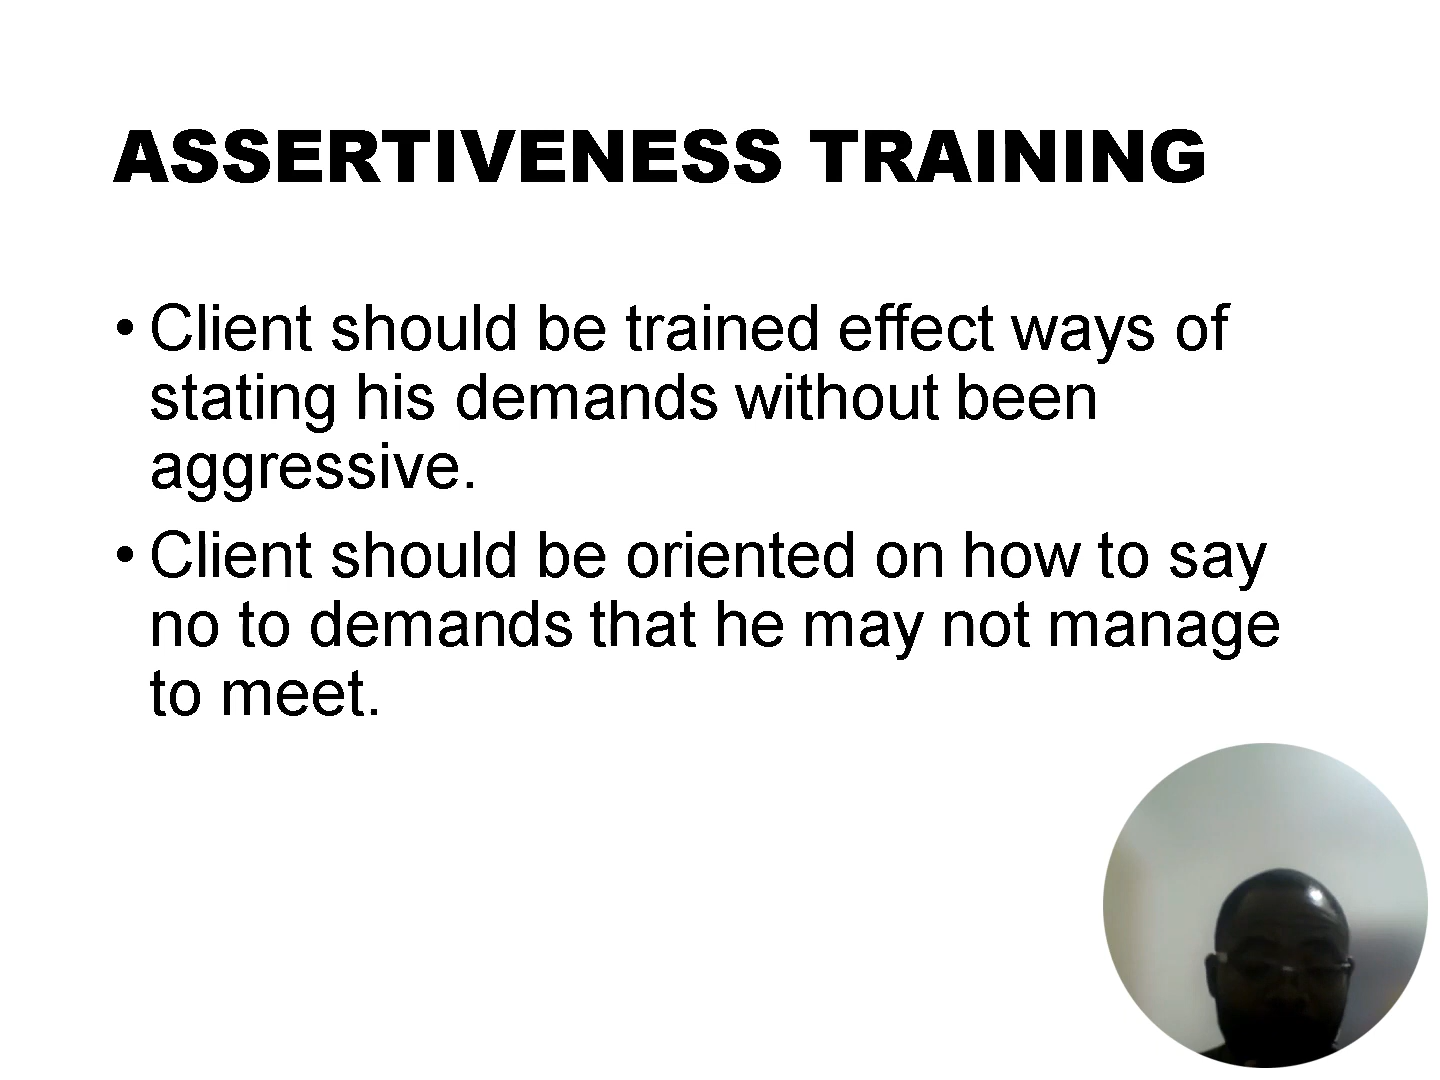 ASSERTIVENESS TRAINING
• Client should be trained effect ways of
stating his demands without been
aggressive.
• Client should be oriented on how to say
no to demands that he may not manage
to meet.